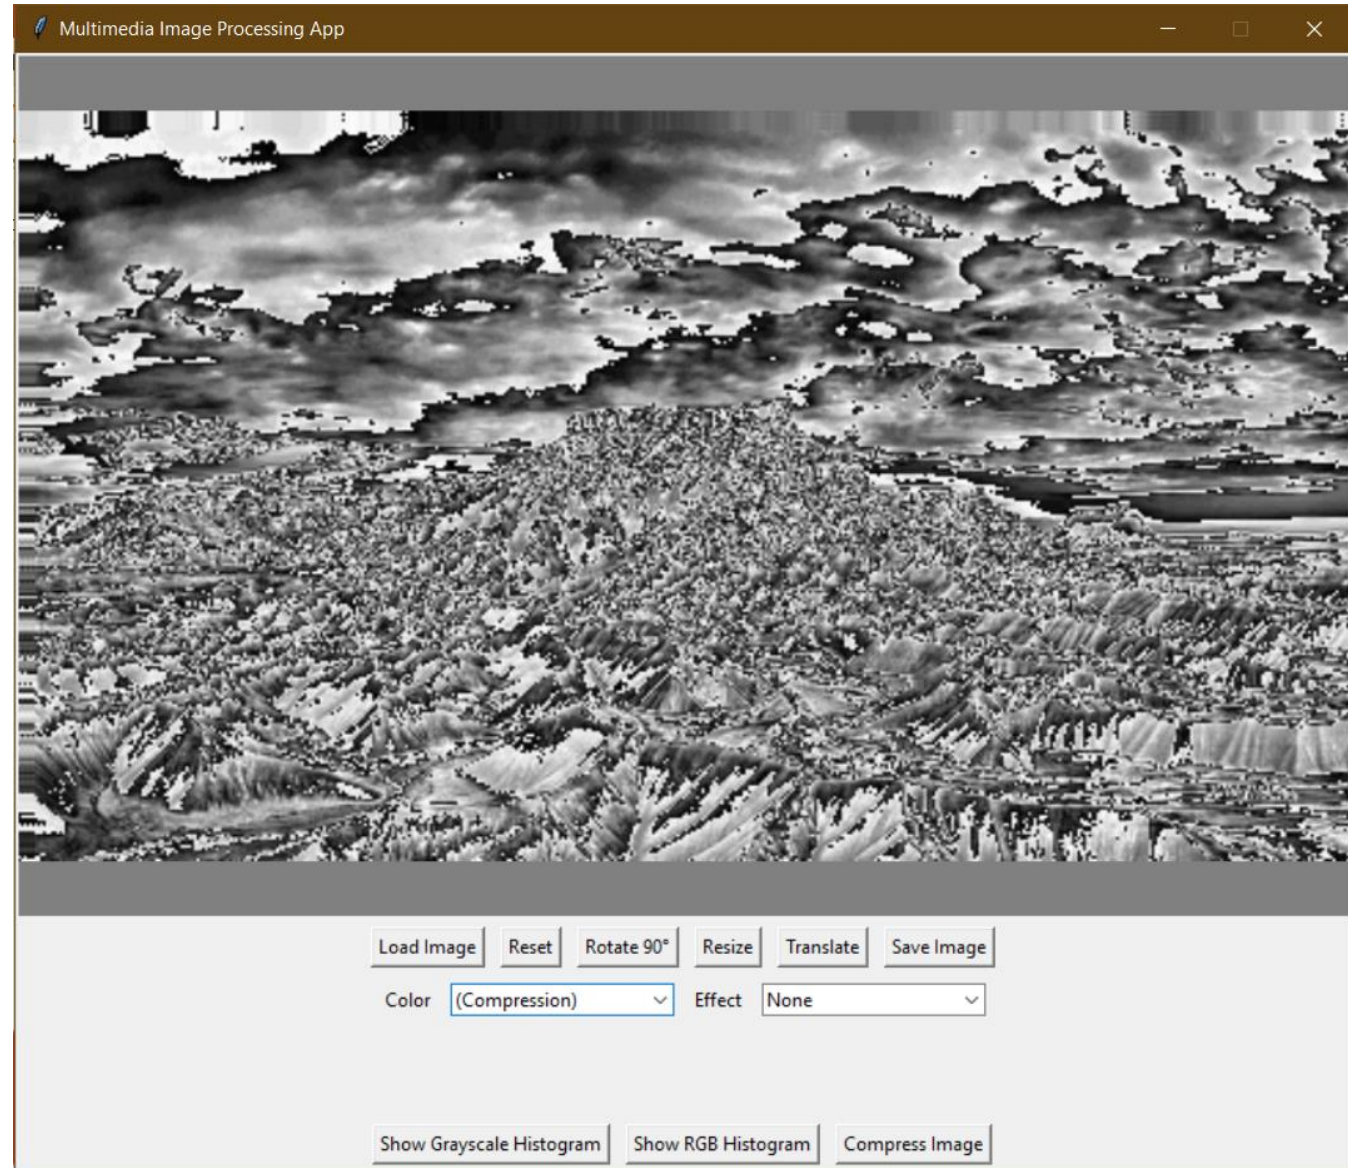 Multimedia Image Processing App
Load Image Reset Rotate 90° Resize Translate Save Image
Color (Compression) Effect None
Show Grayscale Histogram Show RGB Histogram Compress Image